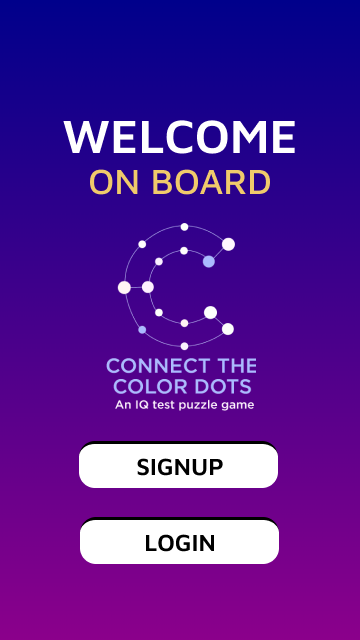 WELCOME
ON BOARD
CONNECT THE
COLOR DOTS
An IQ test puzzle game
SIGNUP
LOGIN